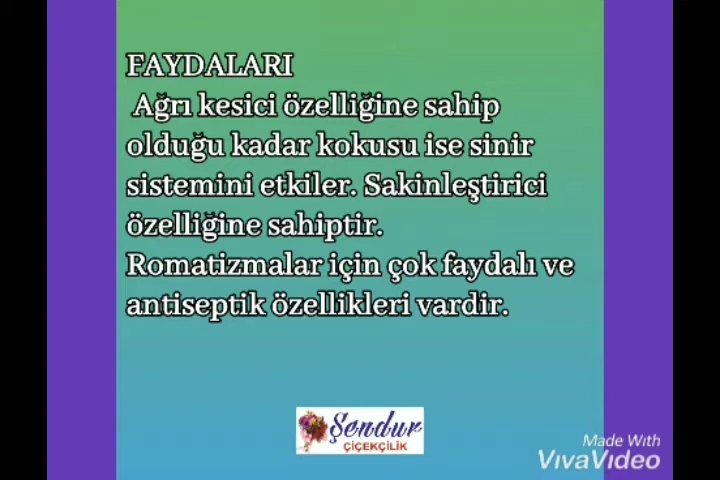 FAYDALARI
Ağrı kesici özelliğine sahip
olduğu kadar kokusu ise sinir
sistemini etkiler. Sakinleştirici
özelliğine sahiptir.
Romatizmalar için çok faydalı ve
antiseptik özellikleri vardir.
Şendur
ÇİÇEKÇİLİK
Made With
VivaVideo